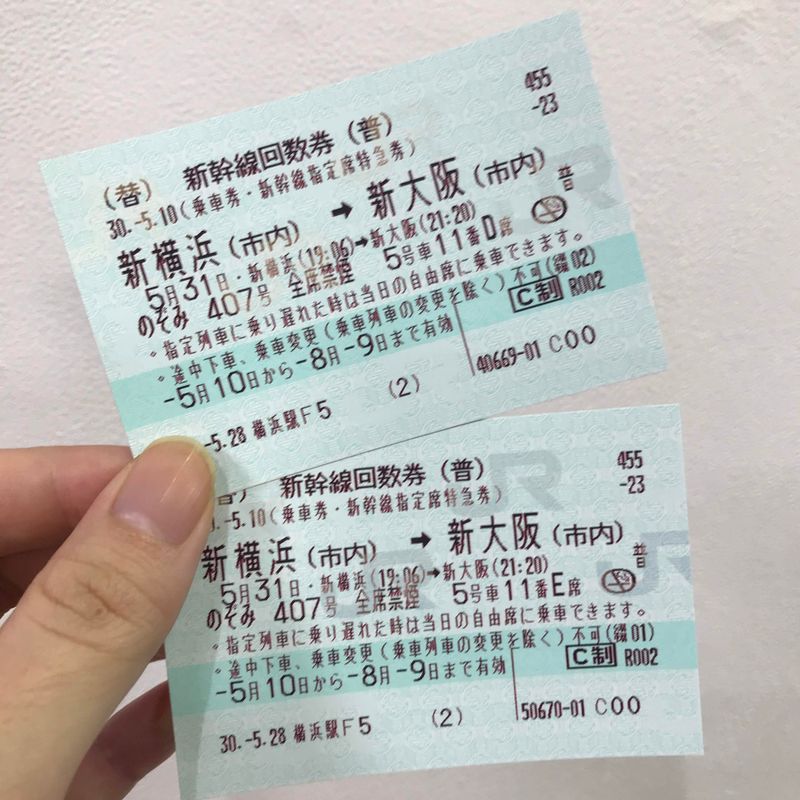 455
-23
(替) 新幹線回数券 (普)
30.-5.10(乗車券・新幹線指定席特急券)
新横浜 (市内) → 新大阪 (市内) 普
5月31日・新横浜(19:06)→新大阪(21:20)
のぞみ 407号 全席禁煙 5号車11番D席
。指定列車に乗り遅れた時は当日の自由席に乗車できます。
。途中下車、乗車変更(乗車列車の変更を除く)不可(綴02)
-5月10日から-8月-9日まで有効 C制 R002
40669-01 C00
-5.28 横浜駅F5 (2)
455
-23
替) 新幹線回数券 (普)
-5.10(乗車券・新幹線指定席特急券)
新横浜 (市内) → 新大阪 (市内) 普
5月31日・新横浜(19:06)→新大阪(21:20)
のぞみ 407号 全席禁煙 5号車11番E席
。指定列車に乗り遅れた時は当日の自由席に乗車できます。
。途中下車、乗車変更(乗車列車の変更を除く)不可(綴01)
-5月10日から-8月-9日まで有効 C制 R002
50670-01 C00
30.-5.28 横浜駅F5 (2)